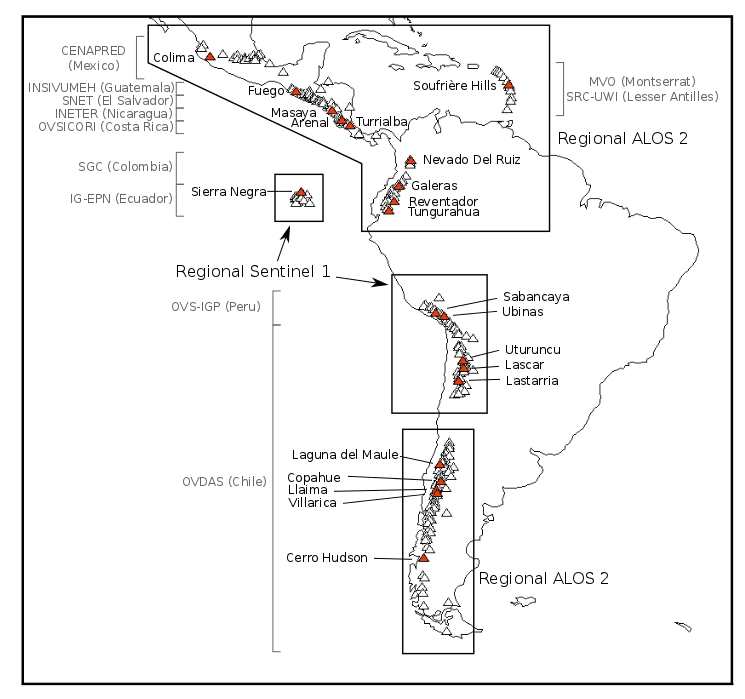 CENAPRED
(Mexico)
Colima
INSIVUMEH (Guatemala)
SNET (El Salvador)
INETER (Nicaragua)
OVSICORI (Costa Rica)
Fuego
Masaya
Arenal
Turrialba
Soufrière Hills
MVO (Montserrat)
SRC-UWI (Lesser Antilles)
Regional ALOS 2
SGC (Colombia)
IG-EPN (Ecuador)
Nevado Del Ruiz
Galeras
Reventador
Tungurahua
Sierra Negra
Regional Sentinel 1
OVS-IGP (Peru)
Sabancaya
Ubinas
Uturuncu
Lascar
Lastarria
OVDAS (Chile)
Laguna del Maule
Copahue
Llaima
Villarica
Cerro Hudson
Regional ALOS 2